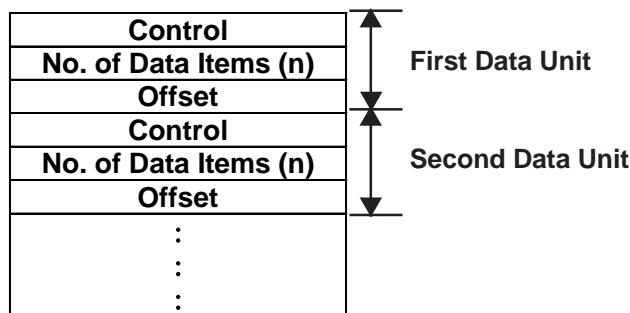 Control
No. of Data Items (n)
First Data Unit
Offset
Control
No. of Data Items (n)
Second Data Unit
Offset
:
:
: